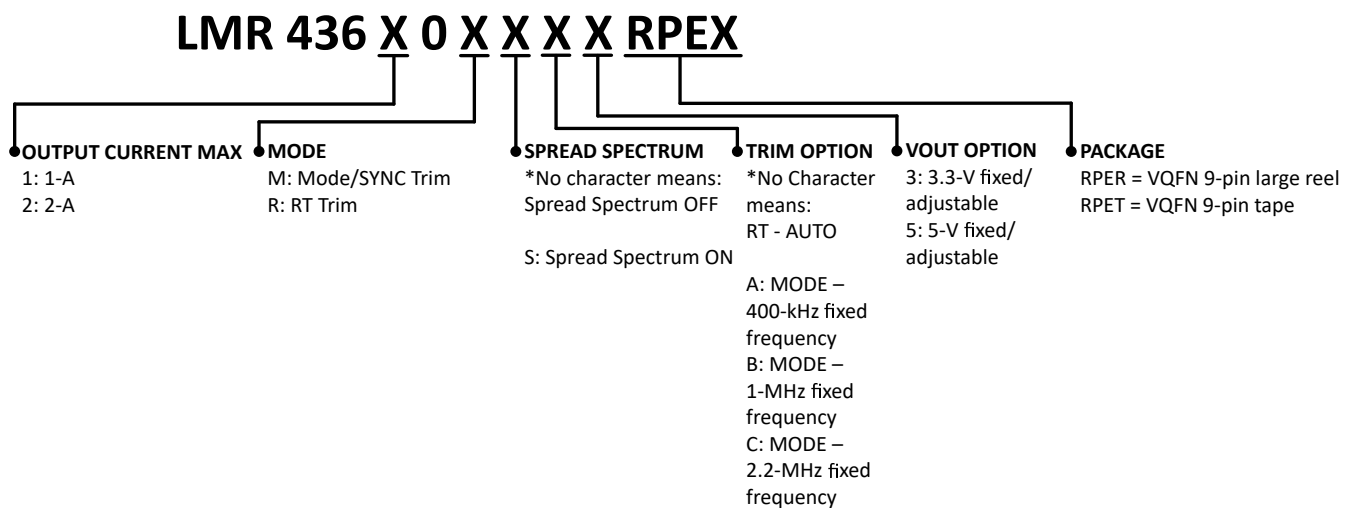 LMR 436 X 0 X X X X RPEX
OUTPUT CURRENT MAX
1: 1-A
2: 2-A
MODE
M: Mode/SYNC Trim
R: RT Trim
SPREAD SPECTRUM
*No character means:
Spread Spectrum OFF
S: Spread Spectrum ON
TRIM OPTION
*No Character
means:
RT - AUTO
A: MODE –
400-kHz fixed
frequency
B: MODE –
1-MHz fixed
frequency
C: MODE –
2.2-MHz fixed
frequency
VOUT OPTION
3: 3.3-V fixed/
adjustable
5: 5-V fixed/
adjustable
PACKAGE
RPER = VQFN 9-pin large reel
RPET = VQFN 9-pin tape